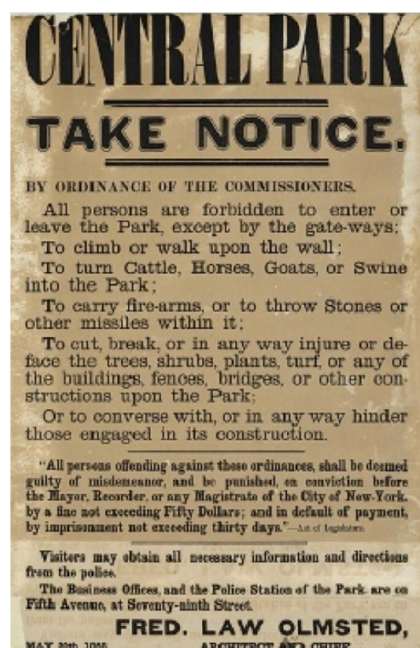 CENTRAL PARK
TAKE NOTICE.
BY ORDINANCE OF THE COMMISSIONERS.
All persons are forbidden to enter or
leave the Park, except by the gate-ways;
To climb or walk upon the wall;
To turn Cattle, Horses, Goats, or Swine
into the Park;
To carry fire-arms, or to throw Stones or
other missiles within it;
To cut, break, or in any way injure or de-
face the trees, shrubs, plants, turf, or any of
the buildings, fences, bridges, or other con-
structions upon the Park;
Or to converse with, or in any way hinder
those engaged in its construction.
"All persons offending against these ordinances, shall be deemed
guilty of misdemeanor, and be punished, on conviction before
the Mayor, Recorder, or any Magistrate of the City of New-York,
by a fine not exceeding Fifty Dollars; and in default of payment,
by imprisonment not exceeding thirty days."—Act of Legislature.
Visitors may obtain all necessary information and directions
from the police.
The Business Offices, and the Police Station of the Park are on
Fifth Avenue, at Seventy-ninth Street.
FRED. LAW OLMSTED,
MAY ARCHITECT AND CHIEF